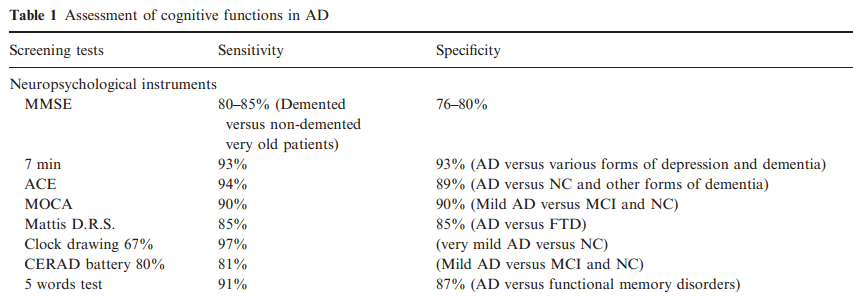 Table 1 Assessment of cognitive functions in AD
Screening tests Sensitivity Specificity
Neuropsychological instruments
MMSE 80–85% (Demented 76–80%
versus non-demented
very old patients)
7 min 93% 93% (AD versus various forms of depression and dementia)
ACE 94% 89% (AD versus NC and other forms of dementia)
MOCA 90% 90% (Mild AD versus MCI and NC)
Mattis D.R.S. 85% 85% (AD versus FTD)
Clock drawing 67% 97% (very mild AD versus NC)
CERAD battery 80% 81% (Mild AD versus MCI and NC)
5 words test 91% 87% (AD versus functional memory disorders)